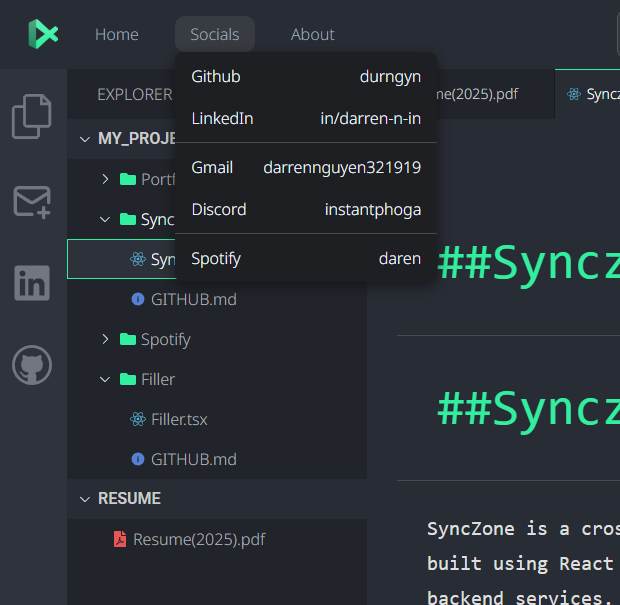 Home Socials About
Github durngyn
LinkedIn in/darren-n-in
Gmail darrennguyen321919
Discord instantphoga
Spotify daren
EXPLORER
MY_PROJE
Portf
Sync
Syn
GITHUB.md
Spotify
Filler
Filler.tsx
GITHUB.md
RESUME
Resume(2025).pdf
me(2025).pdf
Syncz
##Syncz
##Syncz
SyncZone is a cros
built using React
backend services.